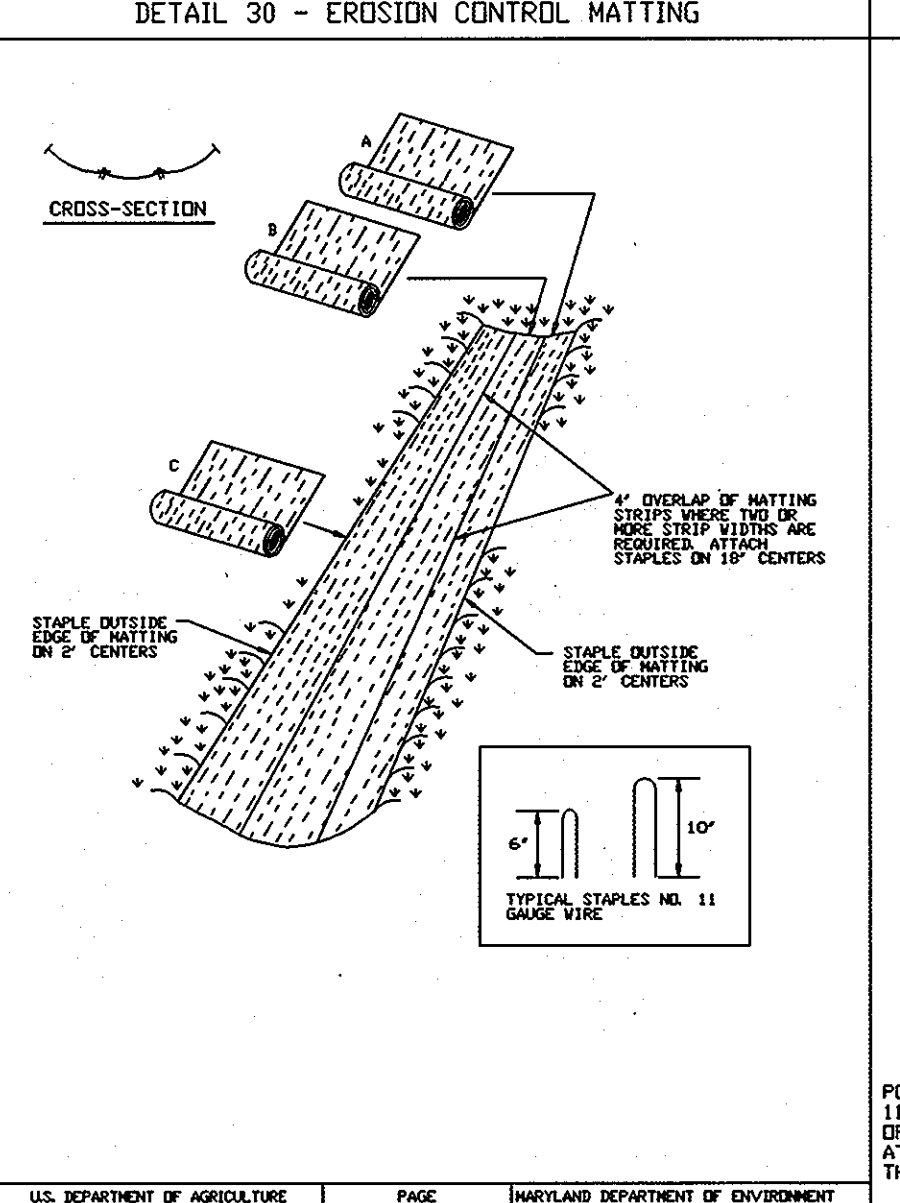 DETAIL 30 - EROSION CONTROL MATTING
CROSS-SECTION
A
B
C
4" OVERLAP OF MATTING
STRIPS WHERE TWO OR
MORE STRIP WIDTHS ARE
REQUIRED. ATTACH
STAPLES ON 18" CENTERS
STAPLE OUTSIDE
EDGE OF MATTING
ON 2' CENTERS
STAPLE OUTSIDE
EDGE OF MATTING
ON 2' CENTERS
6"
10"
TYPICAL STAPLES NO. 11
GAUGE WIRE
U.S. DEPARTMENT OF AGRICULTURE
PAGE
MARYLAND DEPARTMENT OF ENVIRONMENT